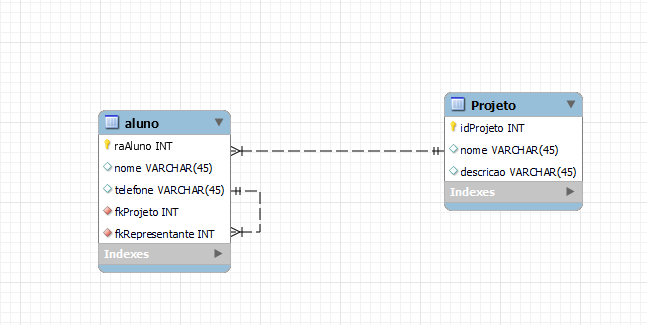 aluno
raAluno INT
nome VARCHAR(45)
telefone VARCHAR(45)
fkProjeto INT
fkRepresentante INT
Indexes
Projeto
idProjeto INT
nome VARCHAR(45)
descricao VARCHAR(45)
Indexes